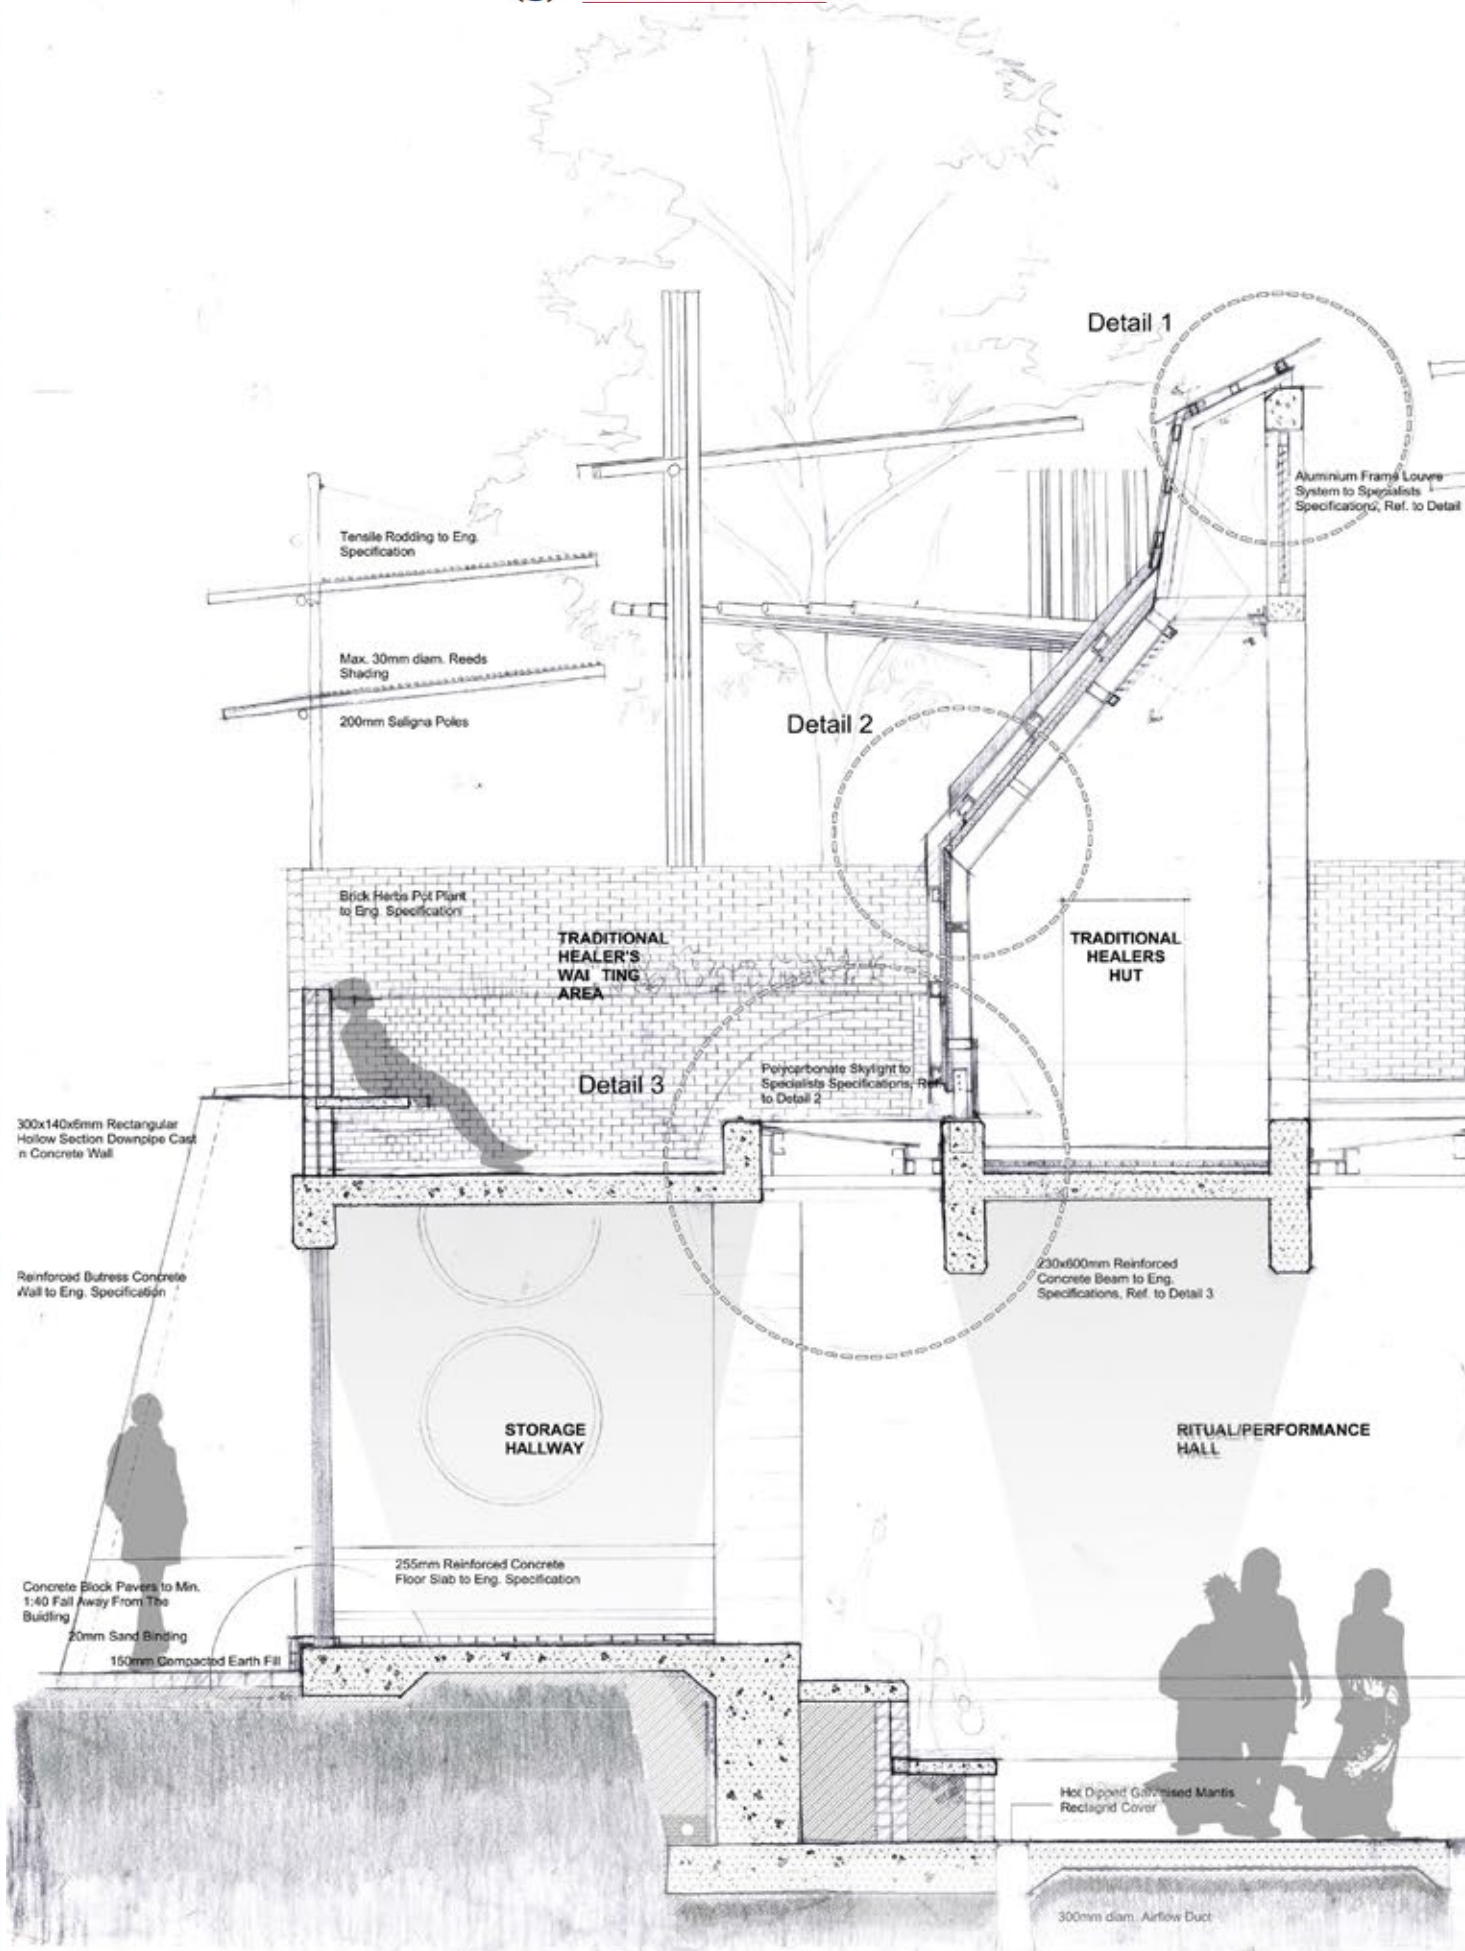 Detail 1
Aluminium Frame Louvre
System to Specialists
Specifications, Ref. to Detail
Tensile Rodding to Eng.
Specification
Max. 30mm diam. Reeds
Shading
200mm Saligna Poles
Detail 2
Brick Herbs Pot Plant
to Eng. Specification
TRADITIONAL
HEALER'S
WAI TING
AREA
TRADITIONAL
HEALERS
HUT
Detail 3
Polycarbonate Skylight to
Specialists Specifications, Ref.
to Detail 2
300x140x6mm Rectangular
Hollow Section Downpipe Cast
n Concrete Wall
Reinforced Butress Concrete
Wall to Eng. Specification
230x600mm Reinforced
Concrete Beam to Eng.
Specifications, Ref. to Detail 3
STORAGE
HALLWAY
RITUAL/PERFORMANCE
HALL
255mm Reinforced Concrete
Floor Slab to Eng. Specification
Concrete Block Pavers to Min.
1:40 Fall Away From The
Buidling
20mm Sand Binding
150mm Compacted Earth Fill
Hot Dipped Galvinised Mantis
Rectagrid Cover
300mm diam. Airflow Duct